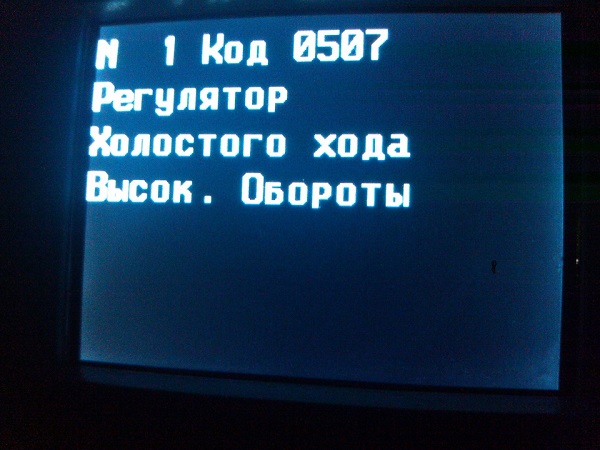 N 1 Код 0507
Регулятор
Холостого хода
Высок. Обороты